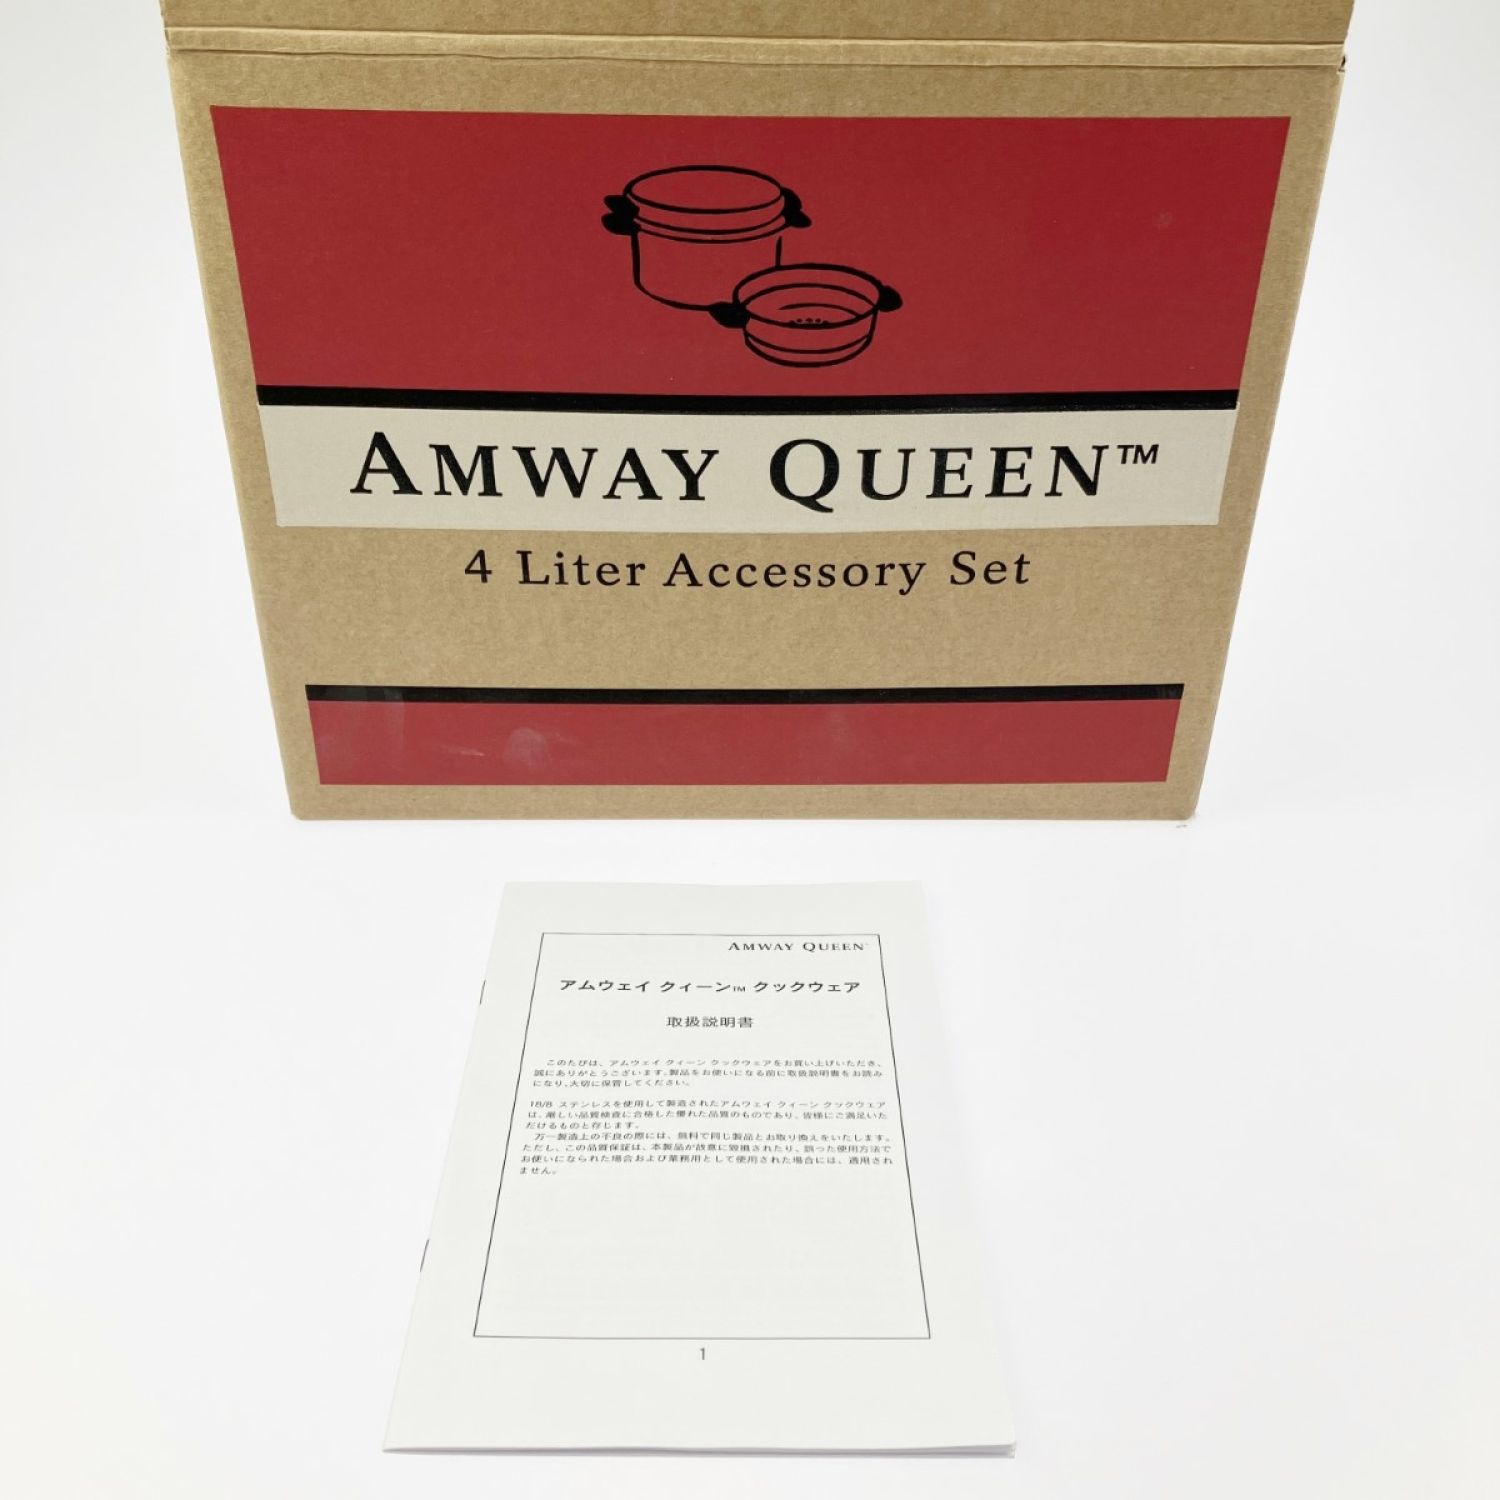 AMWAY QUEEN™
4 Liter Accessory Set
AMWAY QUEEN™
アムウェイ クィーン™ クックウェア
取扱説明書
このたびは、アムウェイ クィーン クックウェアをお買い上げいただき、
誠にありがとうございます。製品をお使いになる前に取扱説明書をお読み
になり、大切に保管してください。
18/8 ステンレスを使用して製造されたアムウェイ クィーン クックウェア
は、厳しい品質検査に合格した優れた品質のものであり、皆様にご満足いた
だけるものと存じます。
万一製造上の不良の際には、無料で同じ製品とお取り換えをいたします。
ただし、この品質保証は、本製品が故意に毀損されたり、誤った使用方法で
お使いになられた場合および業務用として使用された場合には、適用され
ません。
1